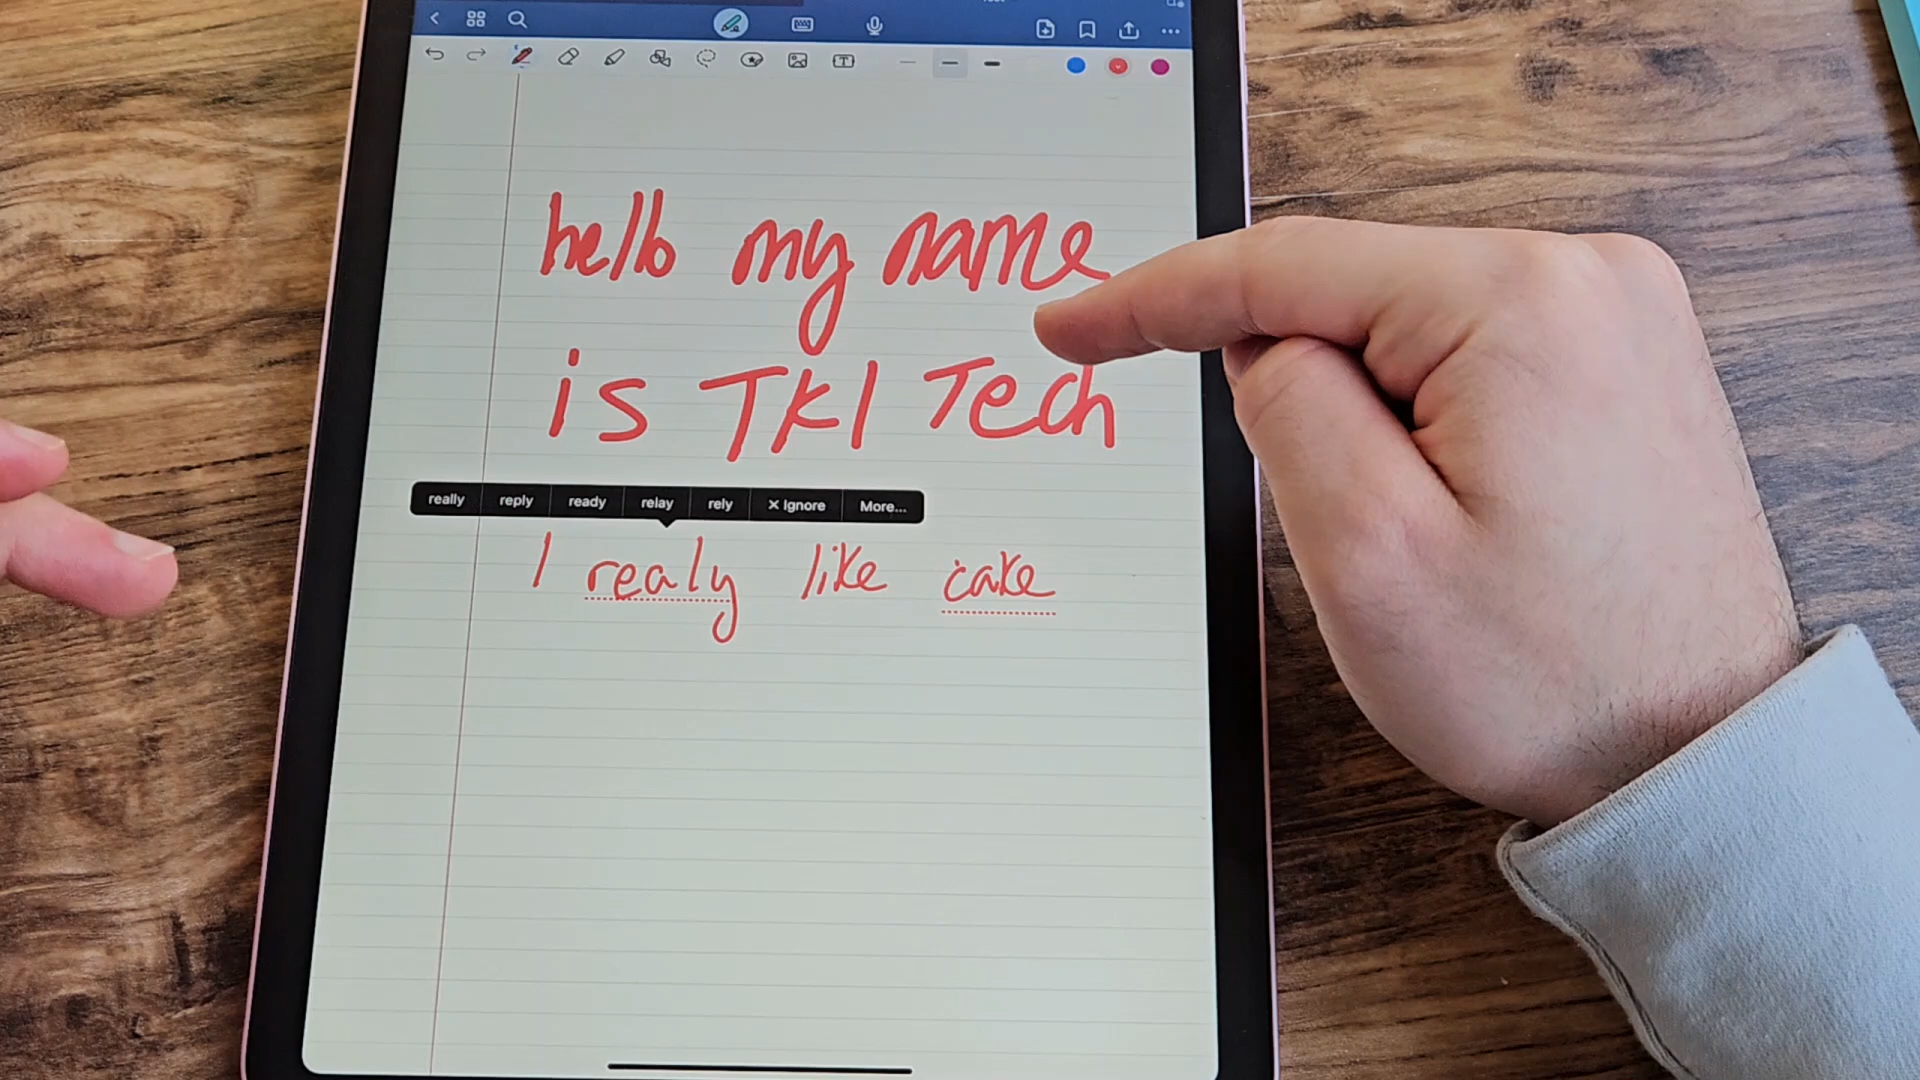 hello my name
is TKI Tech
really reply ready relay rely × Ignore More...
I realy like cake